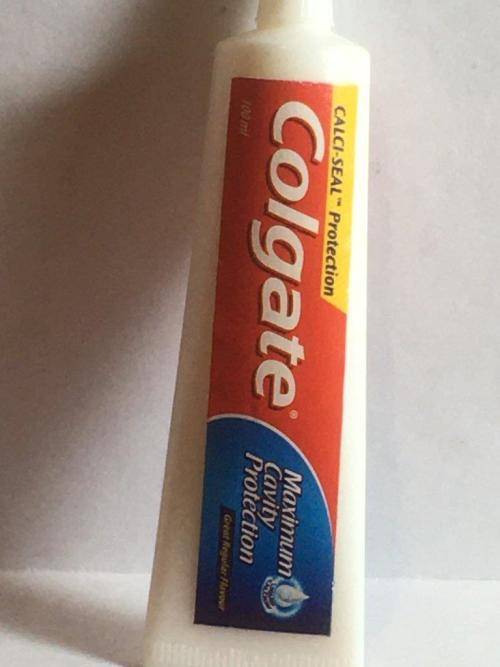 CALCI-SEAL™ Protection
Colgate®
100 ml
Maximum
Cavity
Protection
Great Regular Flavour